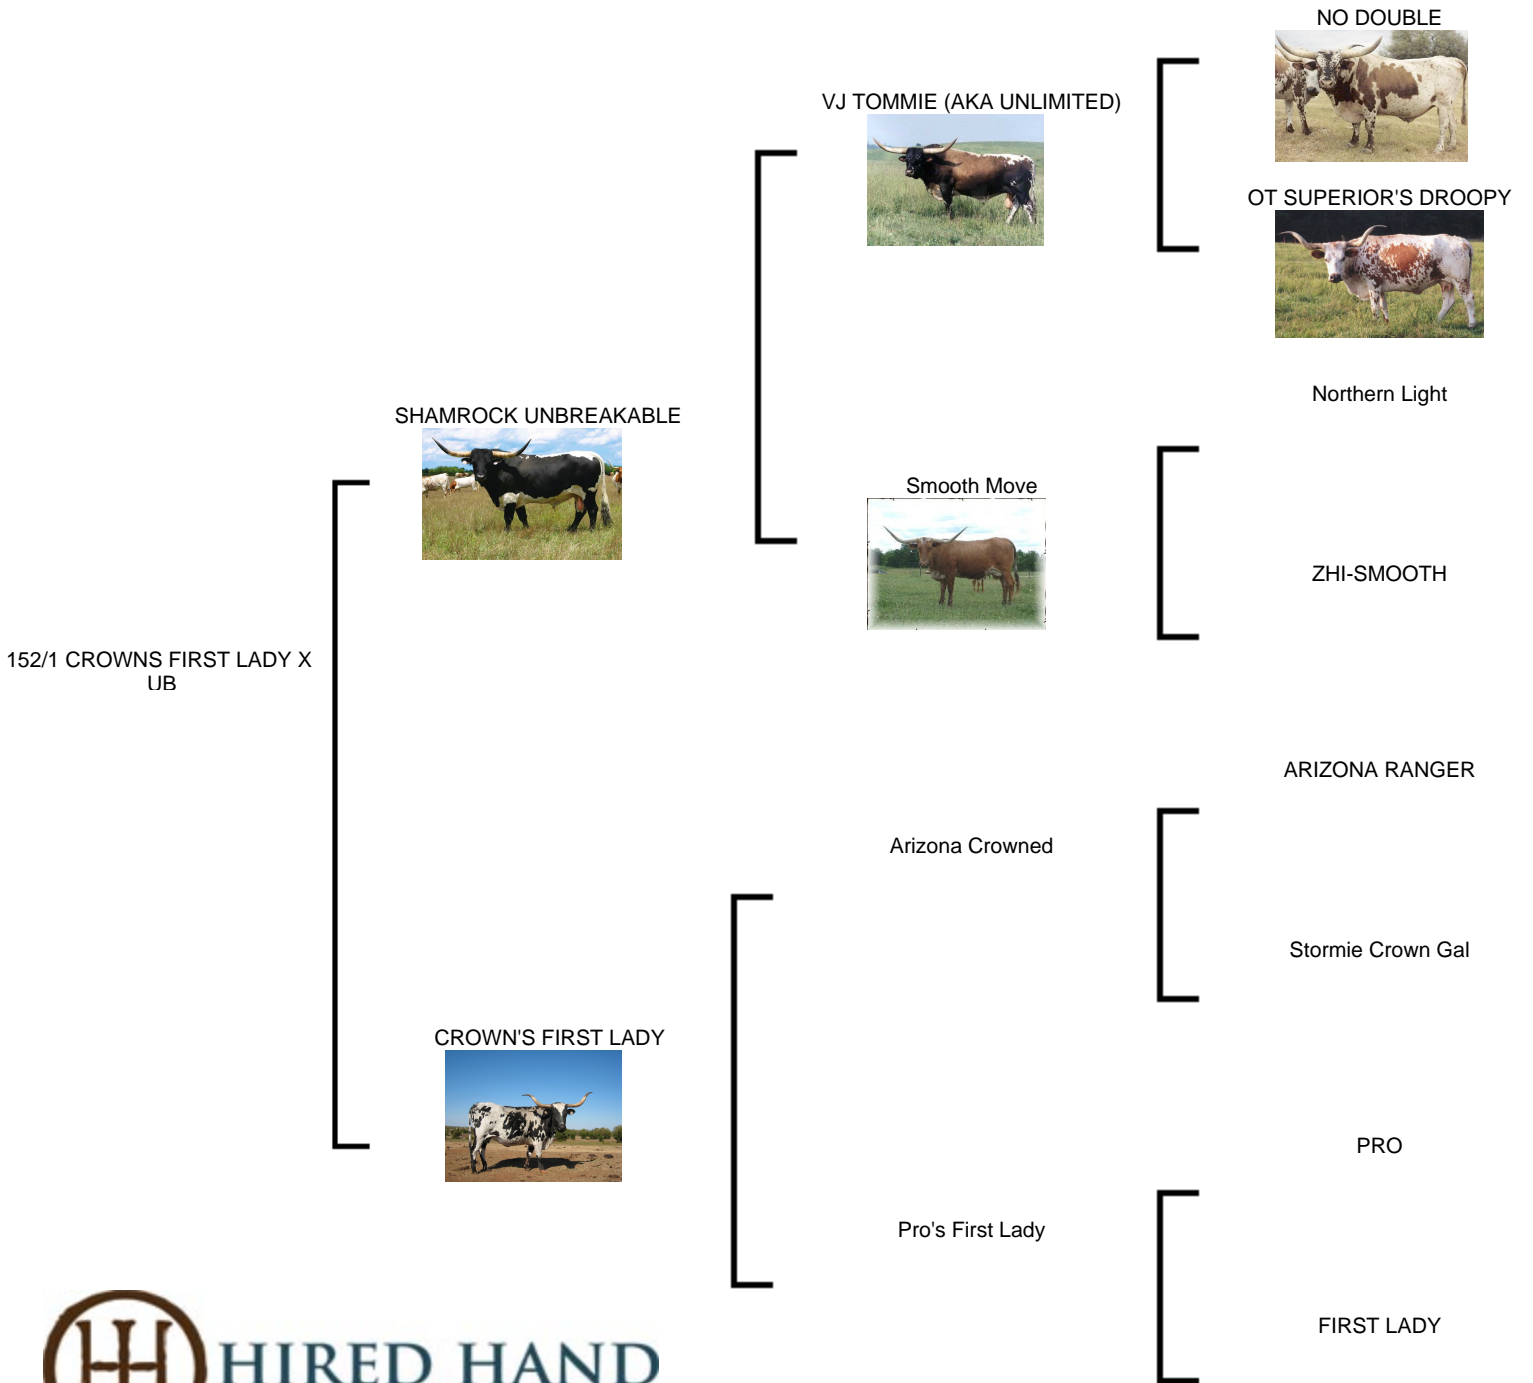 NO DOUBLE
VJ TOMMIE (AKA UNLIMITED)
OT SUPERIOR'S DROOPY
Northern Light
SHAMROCK UNBREAKABLE
Smooth Move
ZHI-SMOOTH
152/1 CROWNS FIRST LADY X
UB
ARIZONA RANGER
Arizona Crowned
Stormie Crown Gal
CROWN'S FIRST LADY
PRO
Pro's First Lady
FIRST LADY
HIRED HAND